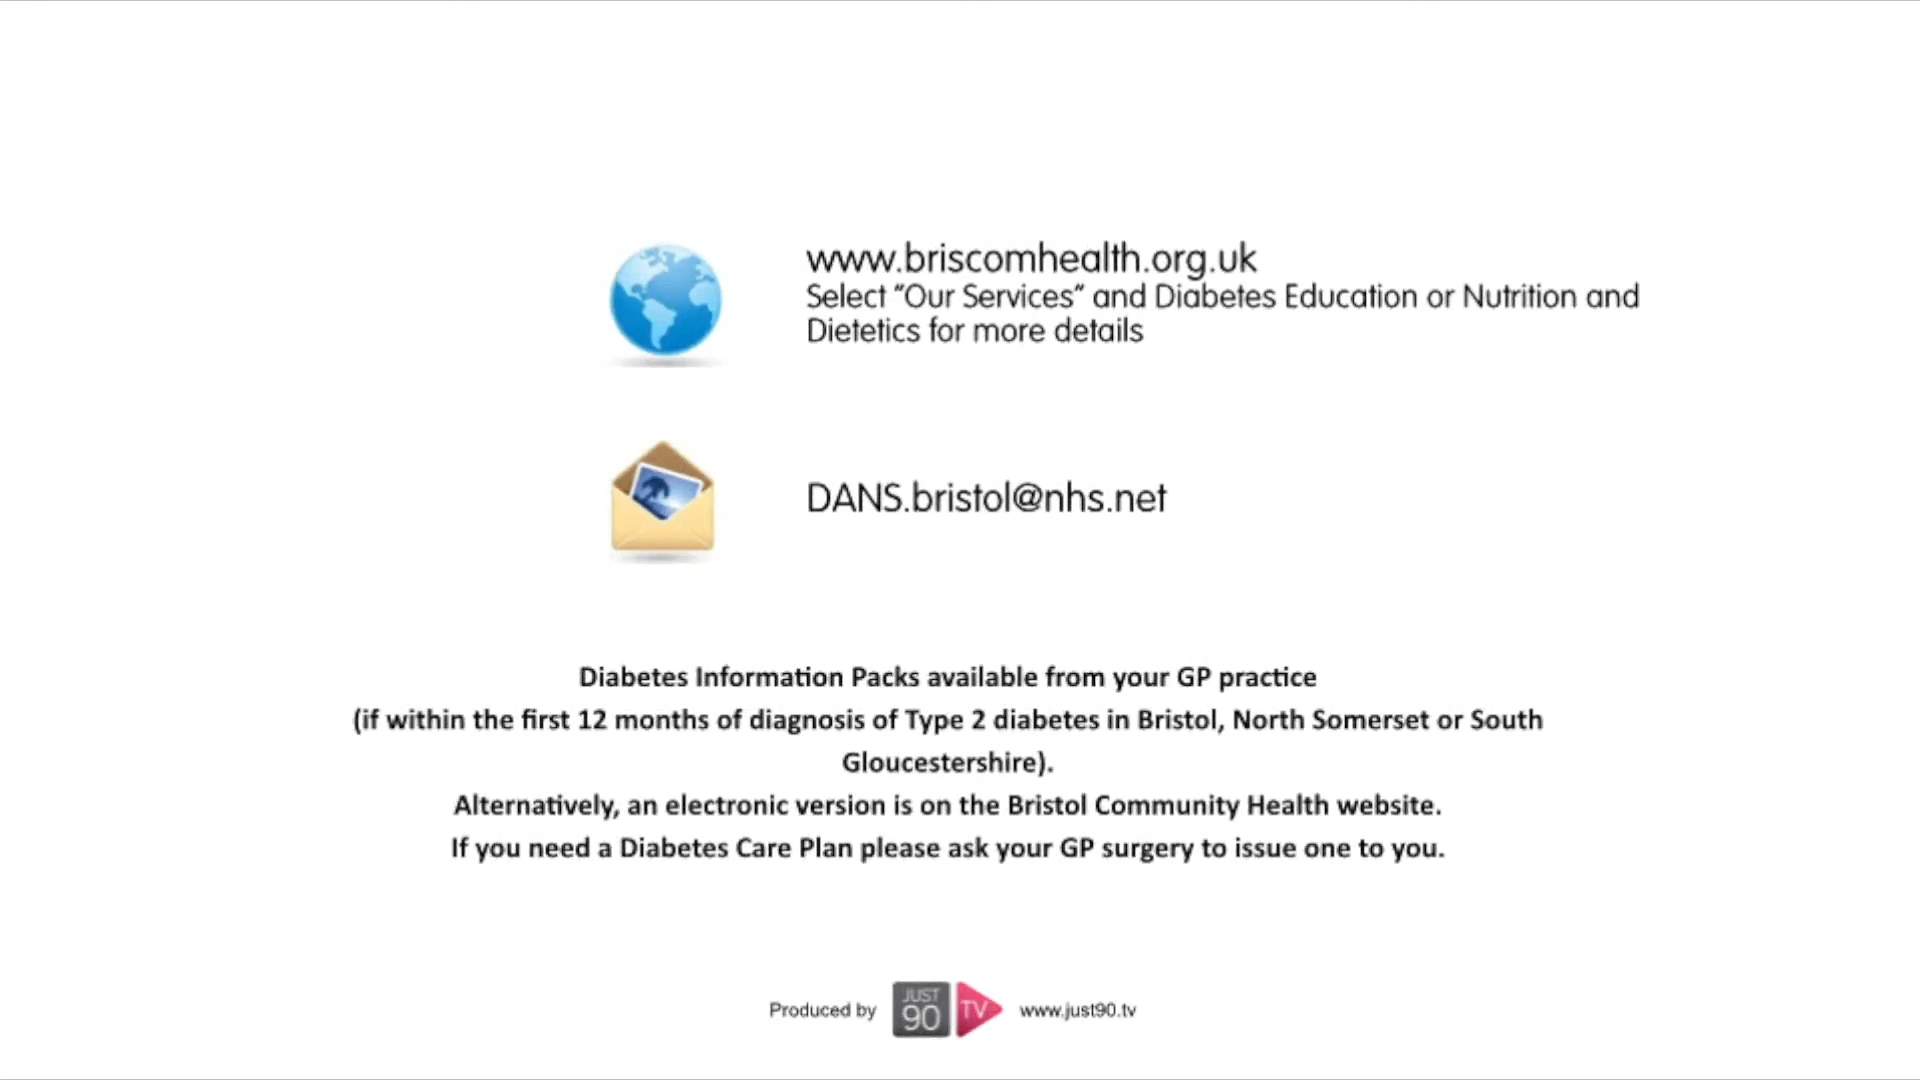 www.briscomhealth.org.uk
Select “Our Services” and Diabetes Education or Nutrition and
Dietetics for more details
DANS.bristol@nhs.net
Diabetes Information Packs available from your GP practice
(if within the first 12 months of diagnosis of Type 2 diabetes in Bristol, North Somerset or South
Gloucestershire).
Alternatively, an electronic version is on the Bristol Community Health website.
If you need a Diabetes Care Plan please ask your GP surgery to issue one to you.
Produced by JUST 90 TV www.just90.tv